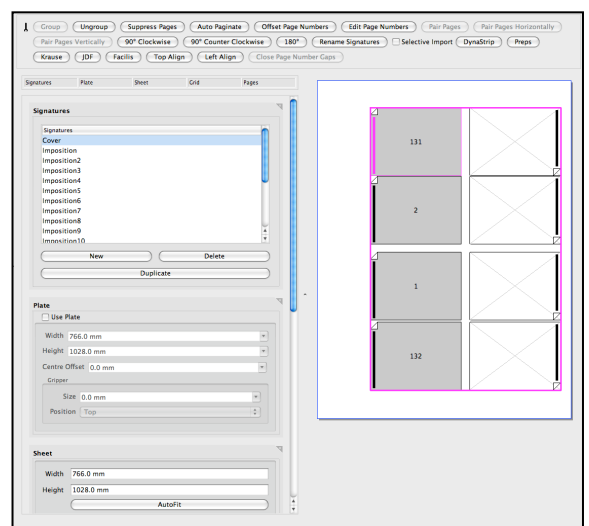 Group Ungroup Suppress Pages Auto Paginate Offset Page Numbers Edit Page Numbers Pair Pages Pair Pages Horizontally
Pair Pages Vertically 90° Clockwise 90° Counter Clockwise 180° Rename Signatures Selective Import DynaStrip Preps
Krause JDF Facilis Top Align Left Align Close Page Number Gaps
Signatures Plate Sheet Grid Pages
Signatures
Signatures
Cover
Imposition
Imposition2
Imposition3
Imposition4
Imposition5
Imposition6
Imposition7
Imposition8
Imposition9
Imposition10
New Delete
Duplicate
Plate
Use Plate
Width 766.0 mm
Height 1028.0 mm
Centre Offset 0.0 mm
Gripper
Size 0.0 mm
Position Top
Sheet
Width 766.0 mm
Height 1028.0 mm
AutoFit
131
2
1
132